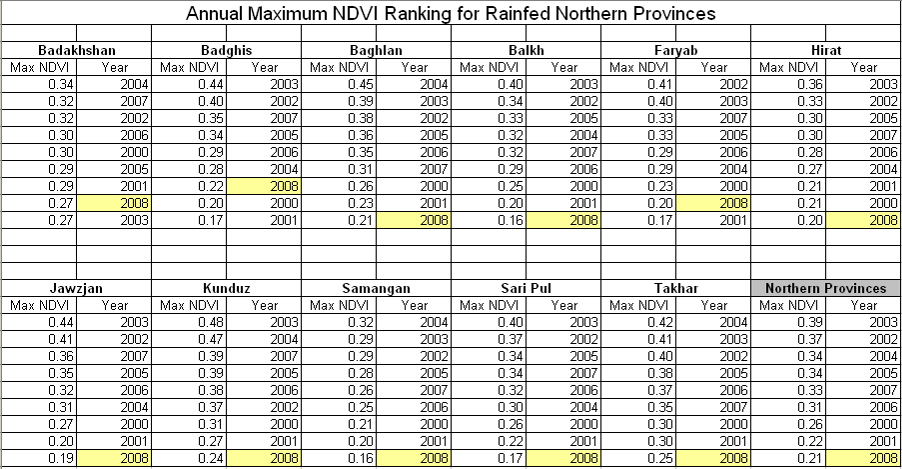 Annual Maximum NDVI Ranking for Rainfed Northern Provinces
Badakhshan Badghis Baghlan Balkh Faryab Hirat
Max NDVI Year Max NDVI Year Max NDVI Year Max NDVI Year Max NDVI Year Max NDVI Year
0.34 2004 0.44 2003 0.45 2004 0.40 2003 0.41 2002 0.36 2003
0.32 2007 0.40 2002 0.39 2003 0.34 2002 0.40 2003 0.33 2002
0.32 2002 0.35 2007 0.38 2002 0.33 2005 0.33 2007 0.30 2005
0.30 2006 0.34 2005 0.36 2005 0.32 2004 0.33 2005 0.30 2007
0.30 2000 0.29 2006 0.35 2006 0.32 2007 0.29 2006 0.28 2006
0.29 2005 0.28 2004 0.31 2007 0.29 2006 0.29 2004 0.27 2004
0.29 2001 0.22 2008 0.26 2000 0.25 2000 0.23 2000 0.21 2001
0.27 2008 0.20 2000 0.23 2001 0.20 2001 0.20 2008 0.21 2000
0.27 2003 0.17 2001 0.21 2008 0.16 2008 0.17 2001 0.20 2008
Jawzjan Kunduz Samangan Sari Pul Takhar Northern Provinces
Max NDVI Year Max NDVI Year Max NDVI Year Max NDVI Year Max NDVI Year Max NDVI Year
0.44 2003 0.48 2003 0.32 2004 0.40 2003 0.42 2004 0.39 2003
0.41 2002 0.47 2004 0.29 2003 0.37 2002 0.41 2003 0.37 2002
0.36 2007 0.39 2007 0.29 2002 0.34 2005 0.40 2002 0.34 2004
0.35 2005 0.39 2005 0.28 2005 0.34 2007 0.38 2005 0.34 2005
0.32 2006 0.38 2006 0.26 2007 0.32 2006 0.37 2006 0.33 2007
0.31 2004 0.37 2002 0.25 2006 0.30 2004 0.35 2007 0.31 2006
0.27 2000 0.31 2000 0.21 2000 0.26 2000 0.30 2000 0.26 2000
0.20 2001 0.27 2001 0.20 2001 0.22 2001 0.30 2001 0.22 2001
0.19 2008 0.24 2008 0.16 2008 0.17 2008 0.25 2008 0.21 2008